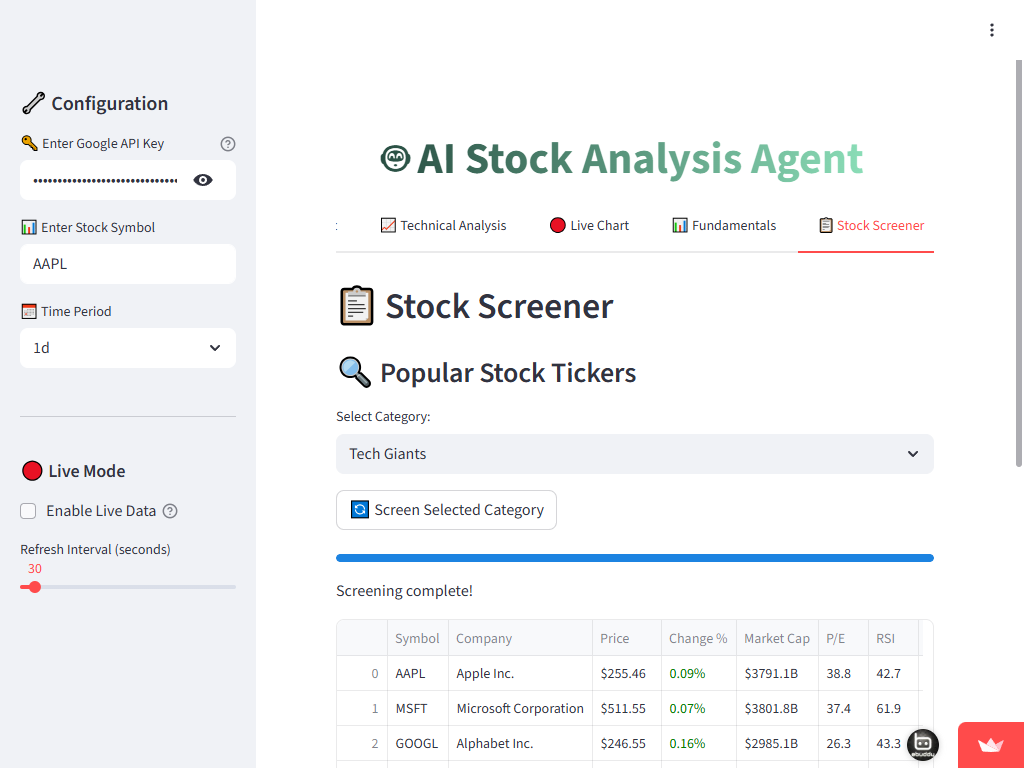 Configuration
Enter Google API Key
Enter Stock Symbol
AAPL
Time Period
1d
Live Mode
Enable Live Data
Refresh Interval (seconds)
30
AI Stock Analysis Agent
Technical Analysis
Live Chart
Fundamentals
Stock Screener
Stock Screener
Popular Stock Tickers
Select Category:
Tech Giants
Screen Selected Category
Screening complete!
Symbol Company Price Change % Market Cap P/E RSI
0 AAPL Apple Inc. $255.46 0.09% $3791.1B 38.8 42.7
1 MSFT Microsoft Corporation $511.55 0.07% $3801.8B 37.4 61.9
2 GOOGL Alphabet Inc. $246.55 0.16% $2985.1B 26.3 43.3